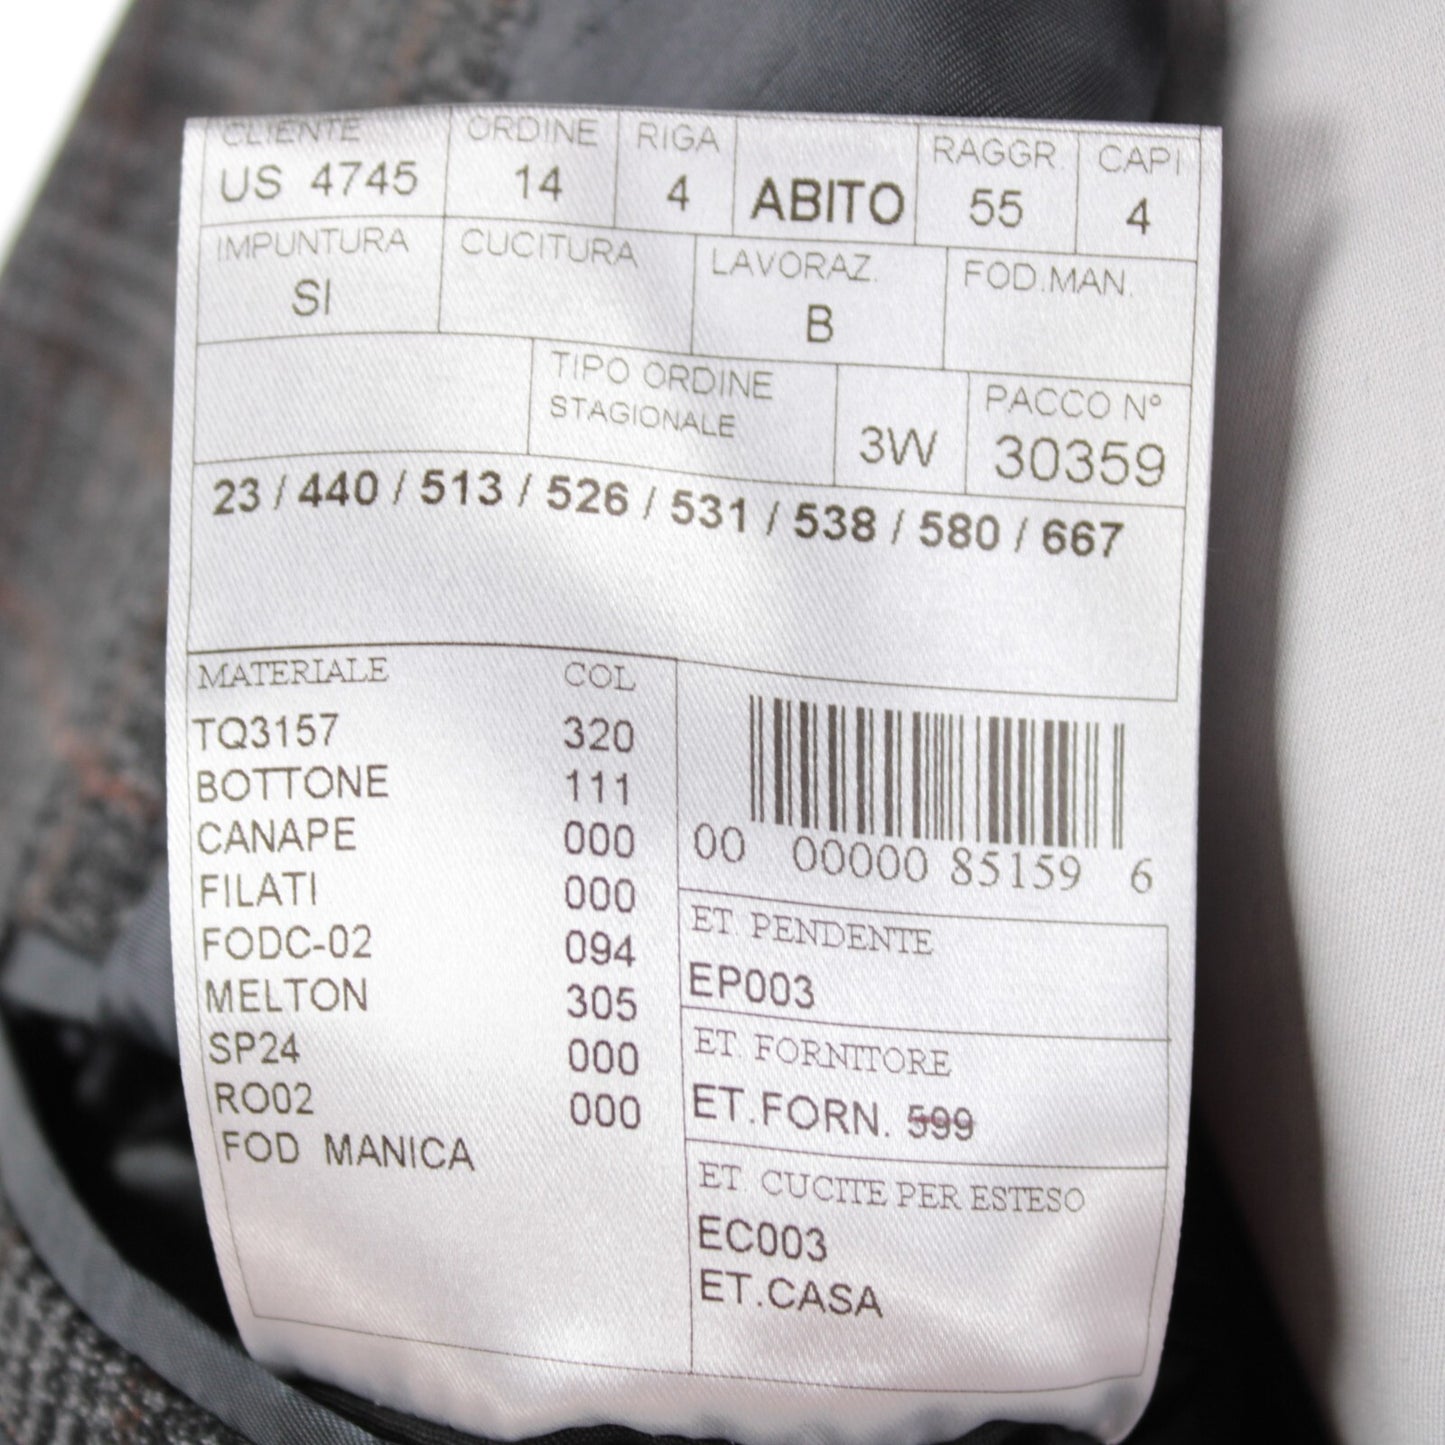 CLIENTE ORDINE RIGA RAGGR. CAPI
US 4745 14 4 ABITO 55 4
IMPUNTURA CUCITURA LAVORAZ. FOD.MAN.
SI B
TIPO ORDINE PACCO N°
STAGIONALE 3W 30359
23 / 440 / 513 / 526 / 531 / 538 / 580 / 667
MATERIALE COL
TQ3157 320
BOTTONE 111
CANAPE 000
FILATI 000
FODC-02 094
MELTON 305
SP24 000
RO02 000
FOD MANICA
00 00000 85159 6
ET. PENDENTE
EP003
ET. FORNITORE
ET.FORN. 599
ET. CUCITE PER ESTESO
EC003
ET.CASA